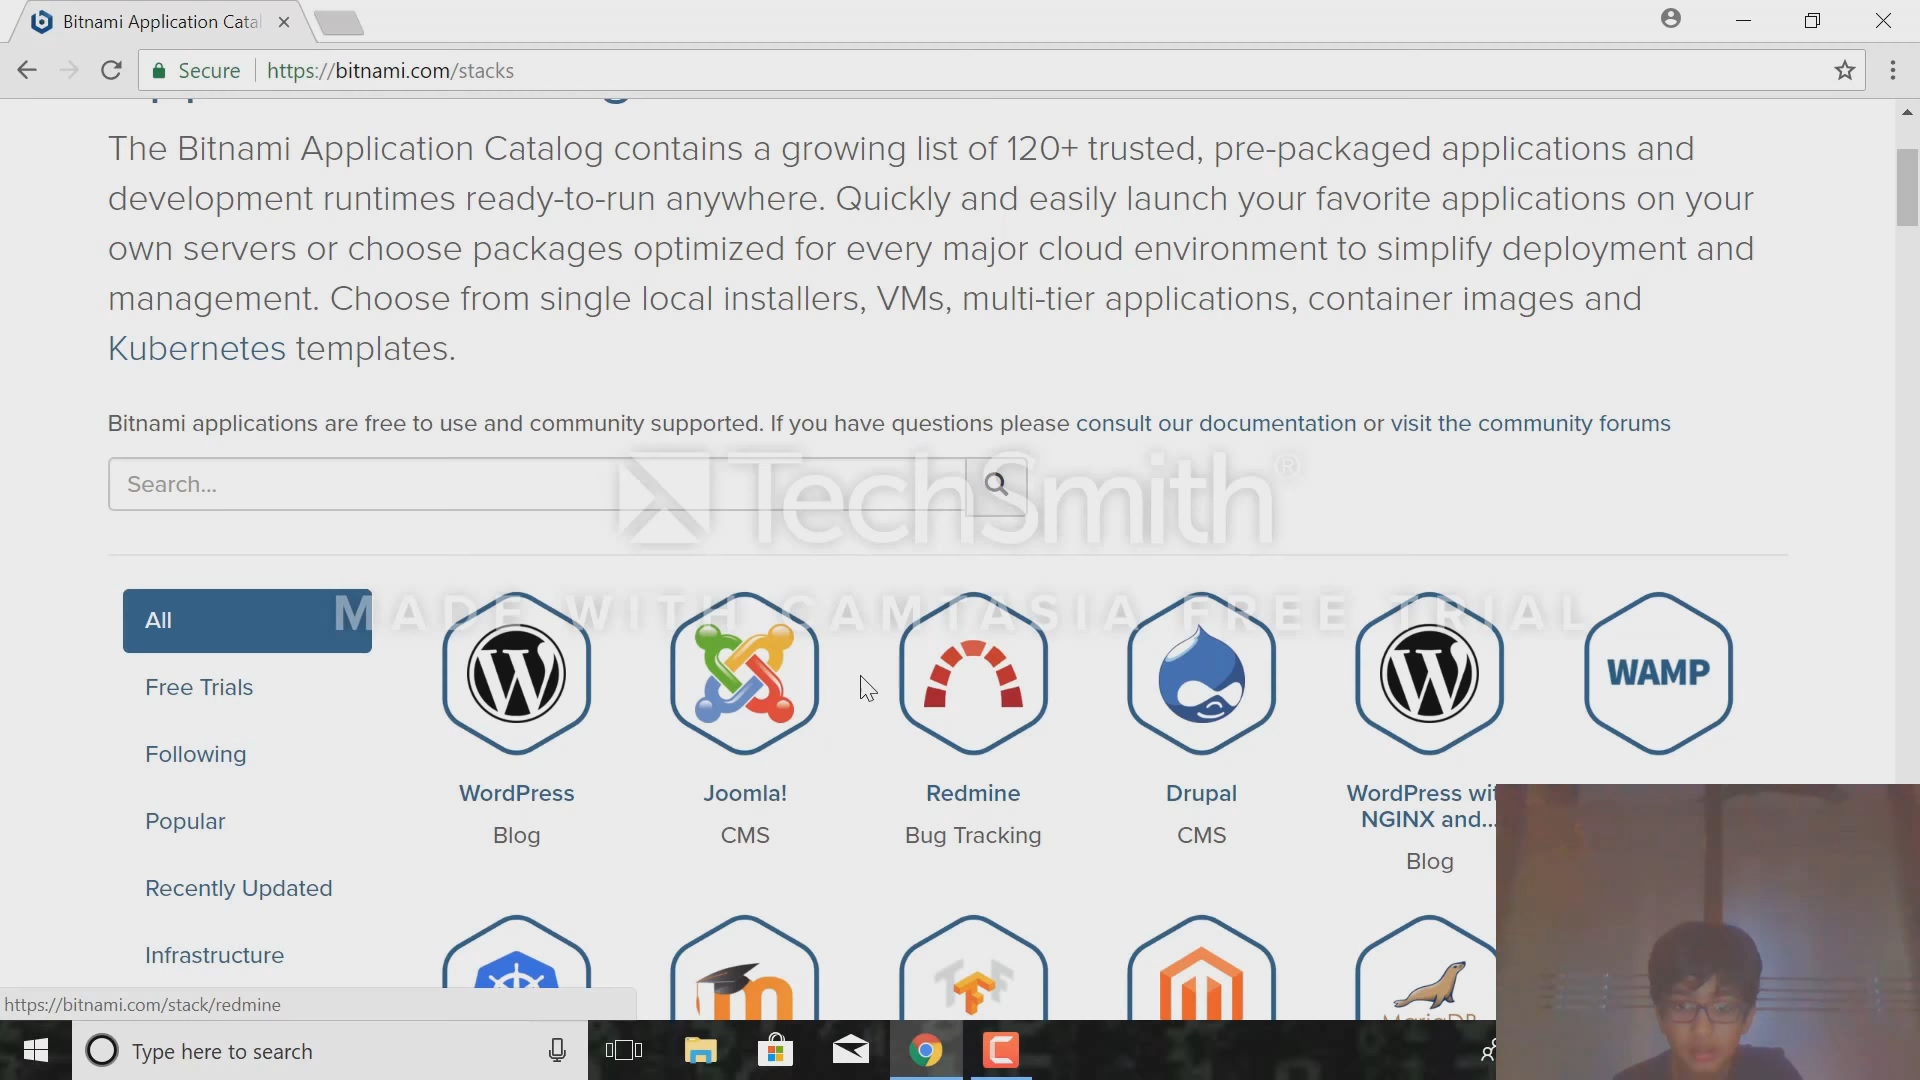 Bitnami Application Cata
Secure
https://bitnami.com/stacks
The Bitnami Application Catalog contains a growing list of 120+ trusted, pre-packaged applications and
development runtimes ready-to-run anywhere. Quickly and easily launch your favorite applications on your
own servers or choose packages optimized for every major cloud environment to simplify deployment and
management. Choose from single local installers, VMs, multi-tier applications, container images and
Kubernetes templates.
Bitnami applications are free to use and community supported. If you have questions please consult our documentation or visit the community forums
Search...
TechSmith®
MADE WITH CAMTASIA FREE TRIAL
All
Free Trials
Following
Popular
Recently Updated
Infrastructure
WAMP
WordPress
Blog
Joomla!
CMS
Redmine
Bug Tracking
Drupal
CMS
WordPress wit
NGINX and...
Blog
MariaDB
https://bitnami.com/stack/redmine
Type here to search